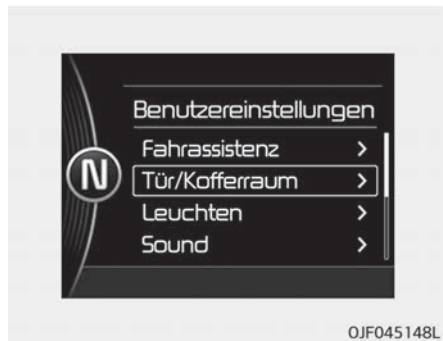 Benutzereinstellungen
Fahrassistenz >
N
Tür/Kofferraum >
Leuchten >
Sound >
OJF045148L